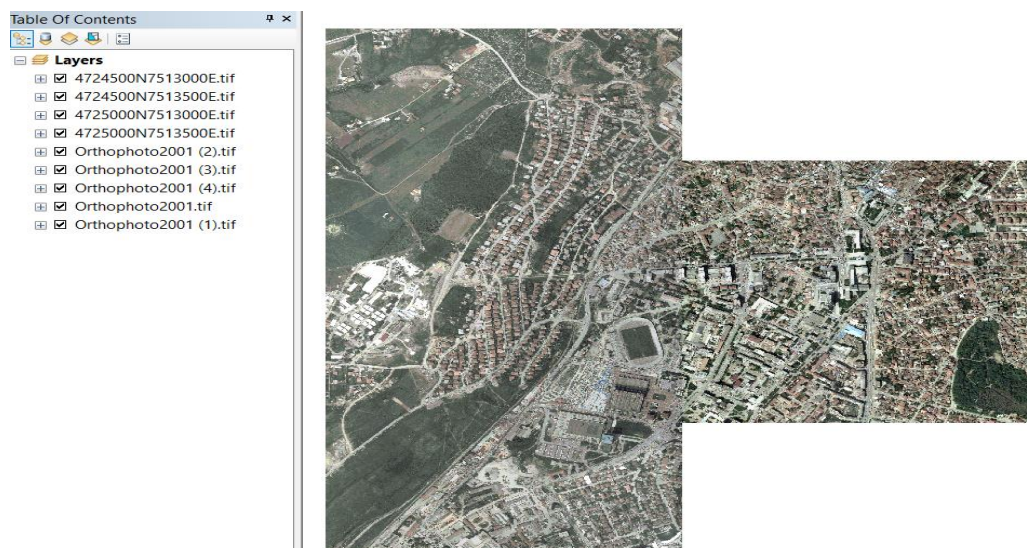 Table Of Contents
Layers
4724500N7513000E.tif
4724500N7513500E.tif
4725000N7513000E.tif
4725000N7513500E.tif
Orthophoto2001 (2).tif
Orthophoto2001 (3).tif
Orthophoto2001 (4).tif
Orthophoto2001.tif
Orthophoto2001 (1).tif